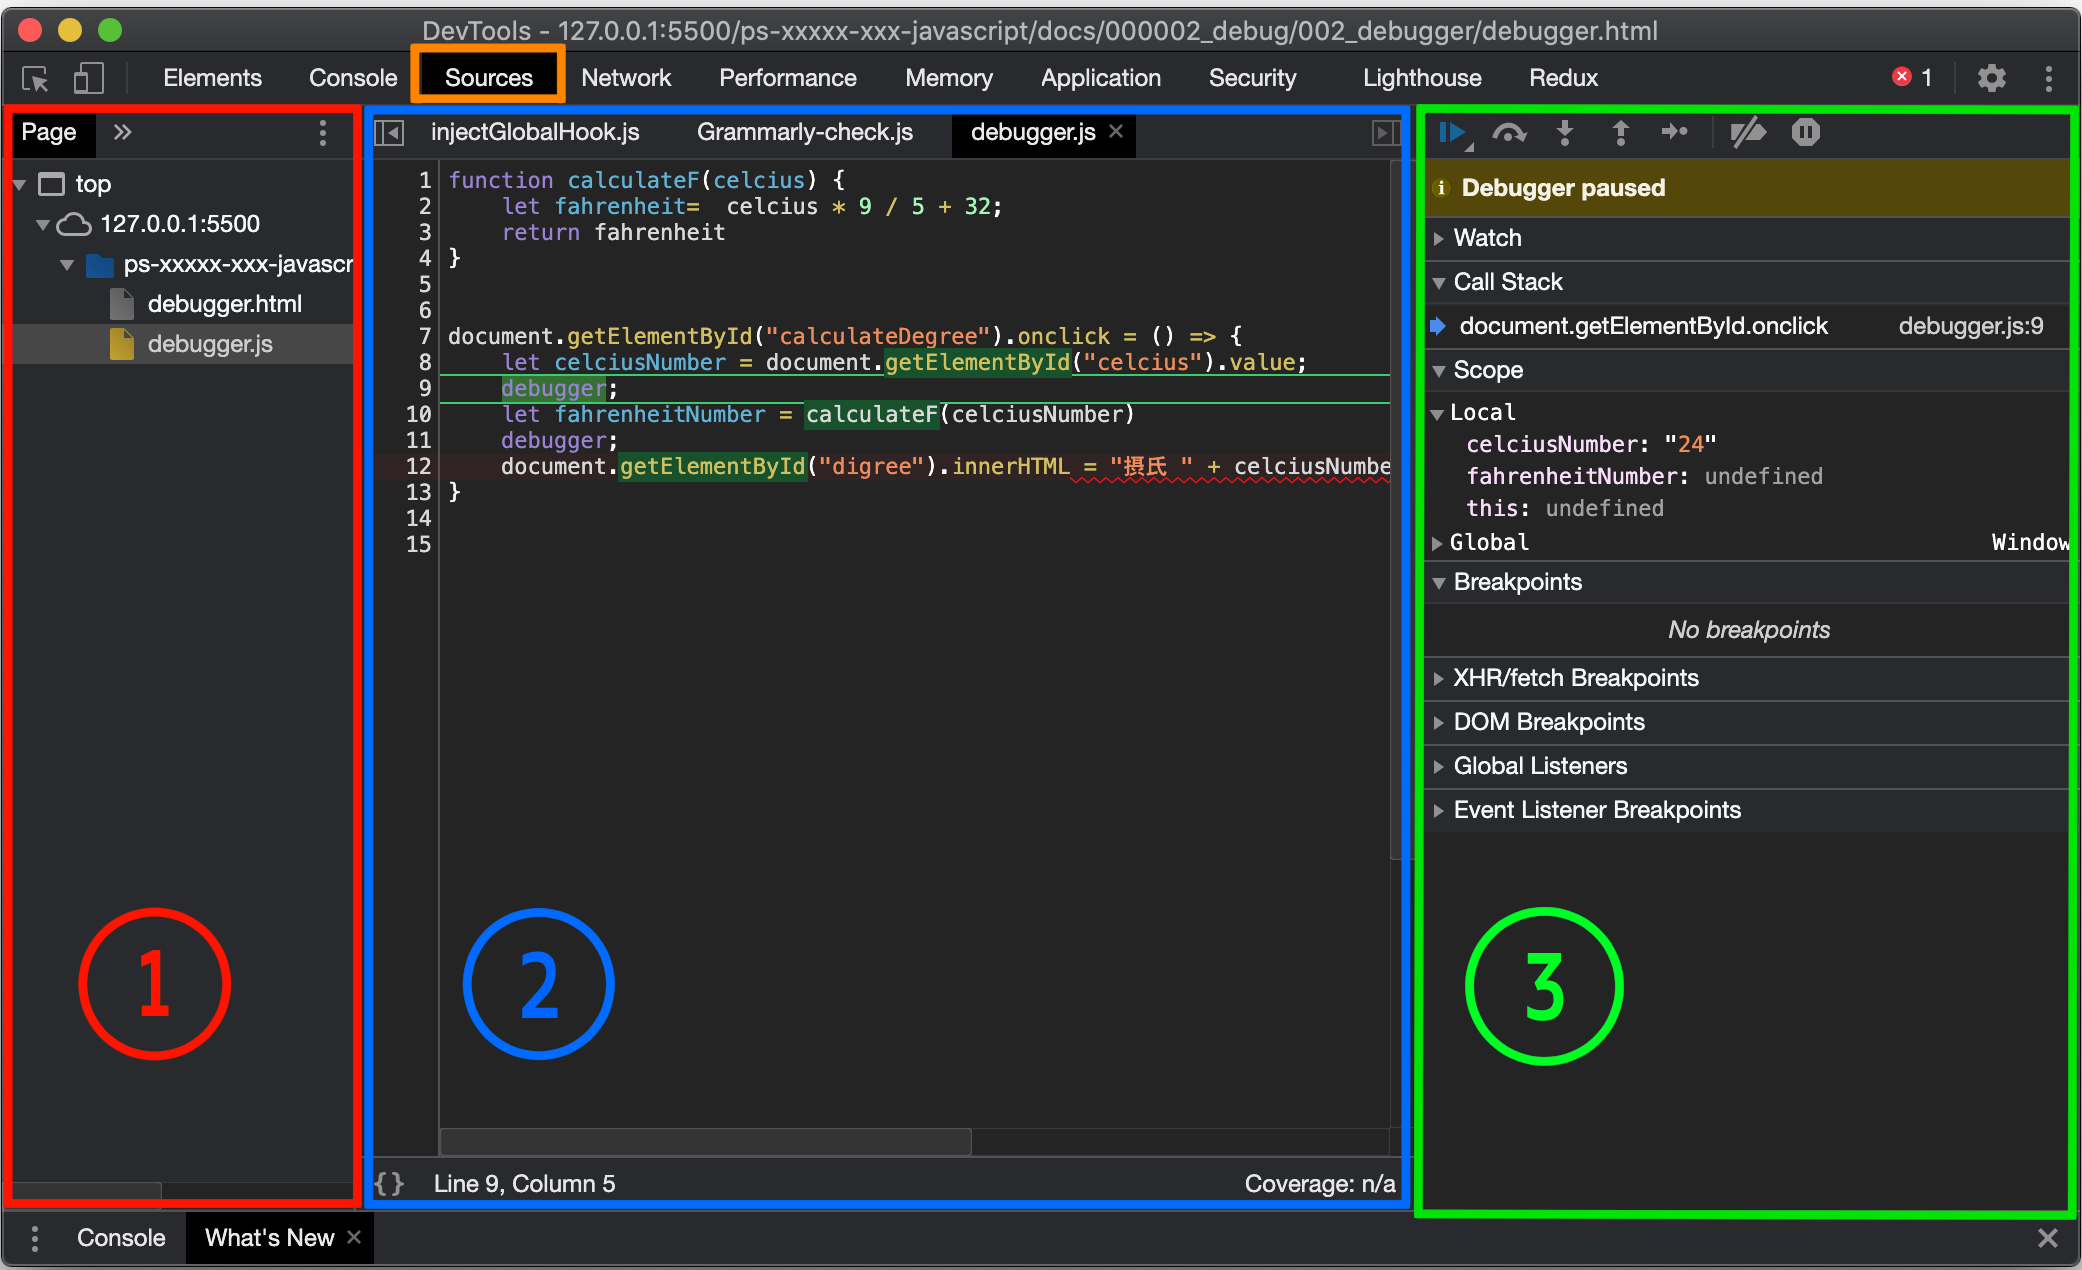 DevTools - 127.0.0.1:5500/ps-xxxxx-xxx-javascript/docs/000002_debug/002_debugger/debugger.html
Elements Console Sources Network Performance Memory Application Security Lighthouse Redux 1
Page
top
127.0.0.1:5500
ps-xxxxx-xxx-javascr
debugger.html
debugger.js
1
injectGlobalHook.js Grammarly-check.js debugger.js
1 function calculateF(celcius) {
2 let fahrenheit= celcius * 9 / 5 + 32;
3 return fahrenheit
4 }
5
6
7 document.getElementById("calculateDegree").onclick = () => {
8 let celciusNumber = document.getElementById("celcius").value;
9 debugger;
10 let fahrenheitNumber = calculateF(celciusNumber)
11 debugger;
12 document.getElementById("digree").innerHTML = "摂氏 " + celciusNumbe
13 }
14
15
2
{} Line 9, Column 5 Coverage: n/a
Debugger paused
Watch
Call Stack
document.getElementById.onclick debugger.js:9
Scope
Local
celciusNumber: "24"
fahrenheitNumber: undefined
this: undefined
Global Window
Breakpoints
No breakpoints
XHR/fetch Breakpoints
DOM Breakpoints
Global Listeners
Event Listener Breakpoints
3
Console What's New